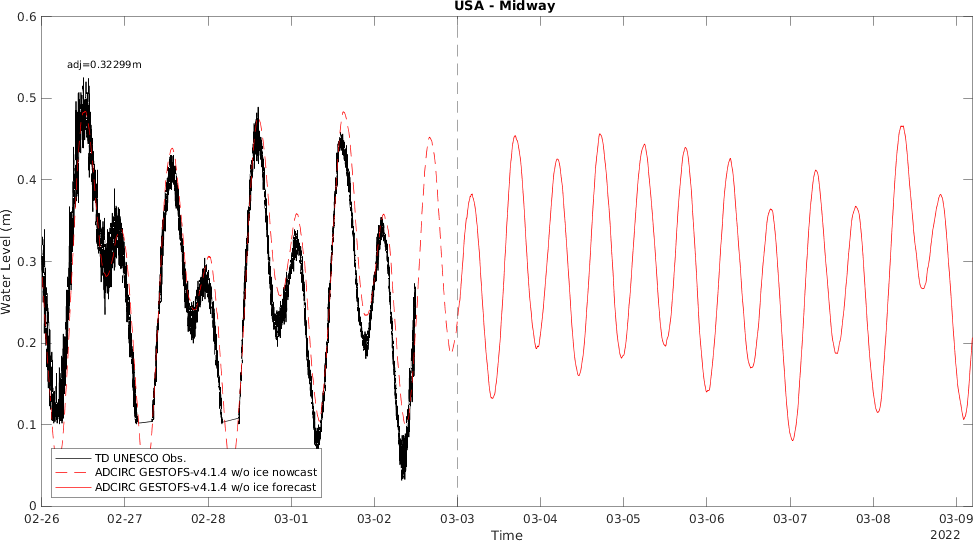 USA - Midway
adj=0.32299m
Water Level (m)
0.6
0.5
0.4
0.3
0.2
0.1
0
TD UNESCO Obs.
ADCIRC GESTOFS-v4.1.4 w/o ice nowcast
ADCIRC GESTOFS-v4.1.4 w/o ice forecast
02-26 02-27 02-28 03-01 03-02 03-03 03-04 03-05 03-06 03-07 03-08 03-09
Time
2022